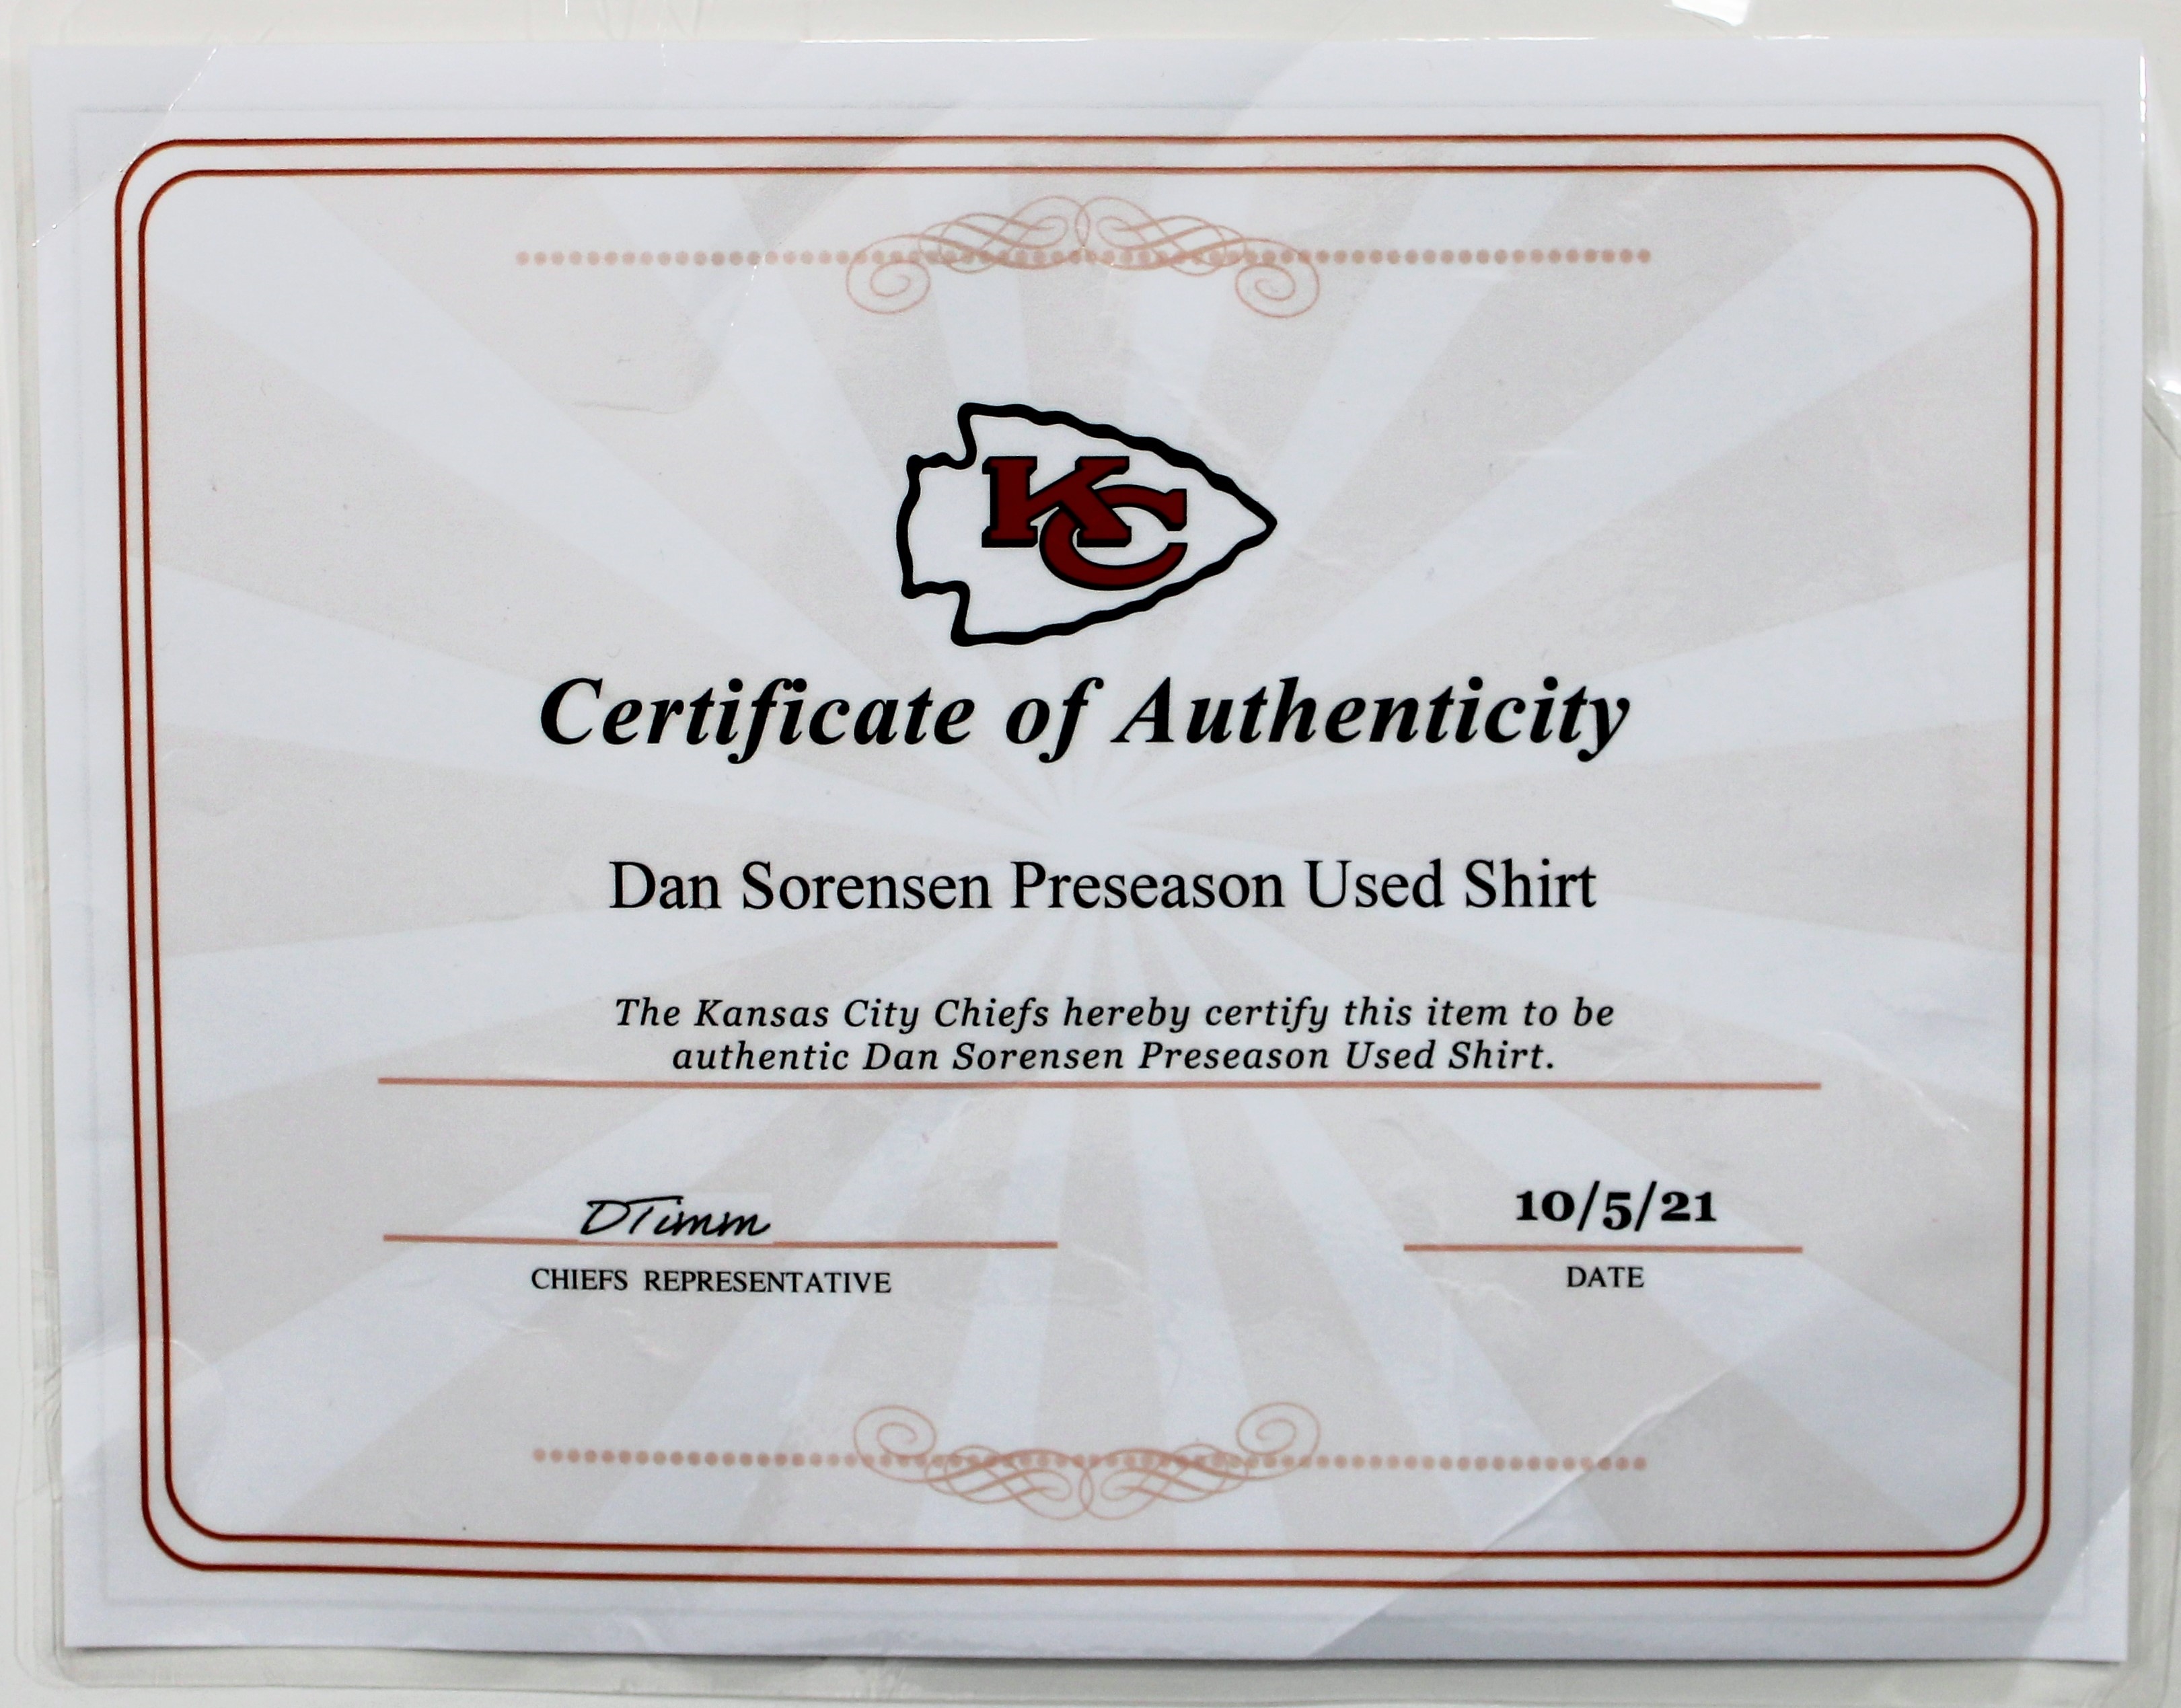 KC
Certificate of Authenticity
Dan Sorensen Preseason Used Shirt
The Kansas City Chiefs hereby certify this item to be
authentic Dan Sorensen Preseason Used Shirt.
DTimm
CHIEFS REPRESENTATIVE
10/5/21
DATE